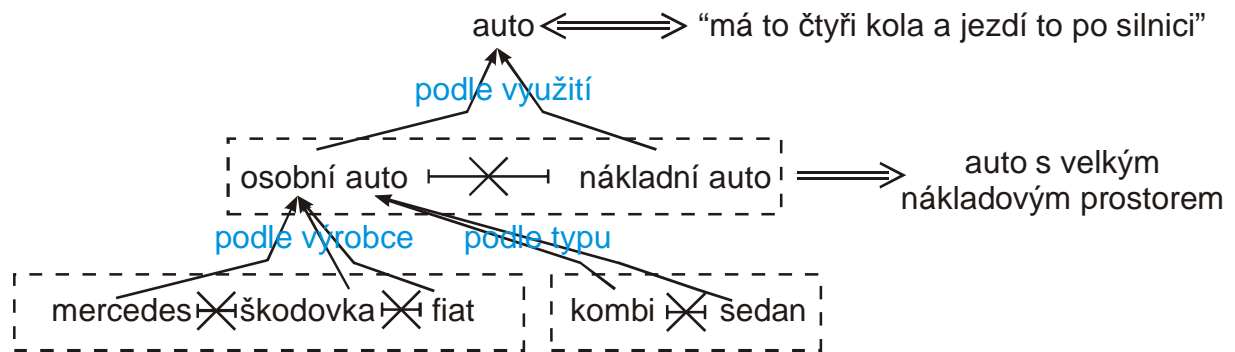 auto “má to čtyři kola a jezdí to po silnici”
podle využití
osobní auto nákladní auto auto s velkým
nákladovým prostorem
podle výrobce podle typu
mercedes škodovka fiat kombi sedan